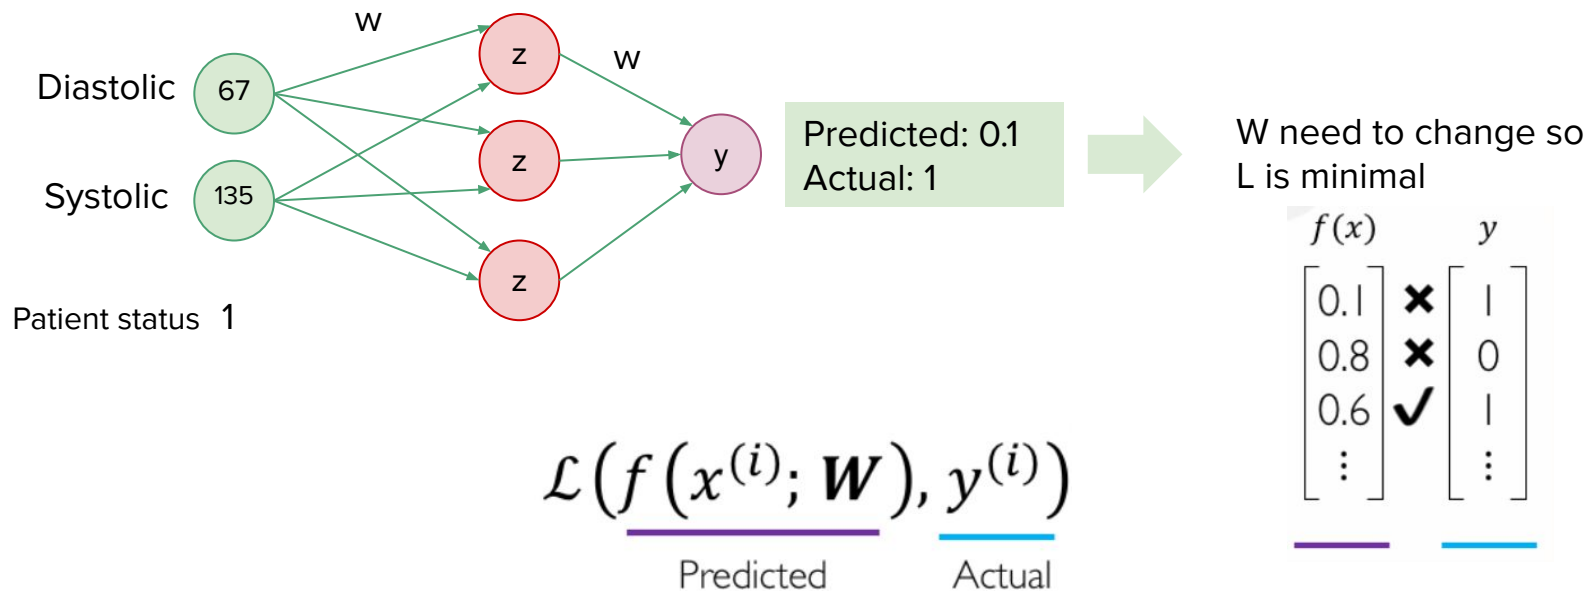 w
Diastolic 67
z
w
Systolic 135
z
y
z
Patient status 1
Predicted: 0.1
Actual: 1
W need to change so
L is minimal
f(x) y
0.1 ✖ 1
0.8 ✖ 0
0.6 ✔ 1
⋮ ⋮
ℒ(f(x⁽ⁱ⁾; W), y⁽ⁱ⁾)
Predicted Actual